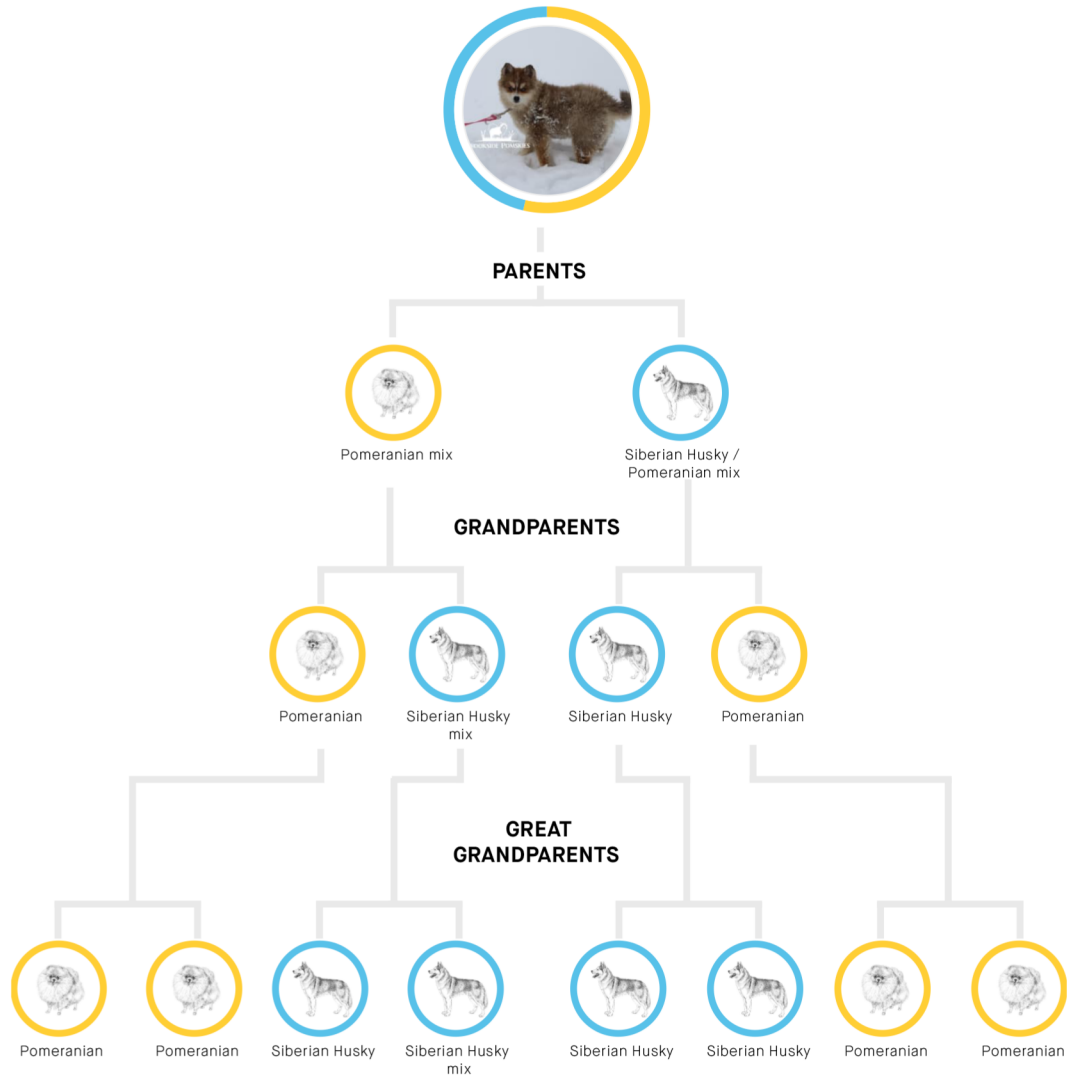 PARENTS
Pomeranian mix
Siberian Husky /
Pomeranian mix
GRANDPARENTS
Pomeranian
Siberian Husky
mix
Siberian Husky
Pomeranian
GREAT
GRANDPARENTS
Pomeranian
Pomeranian
Siberian Husky
Siberian Husky
mix
Siberian Husky
Siberian Husky
Pomeranian
Pomeranian